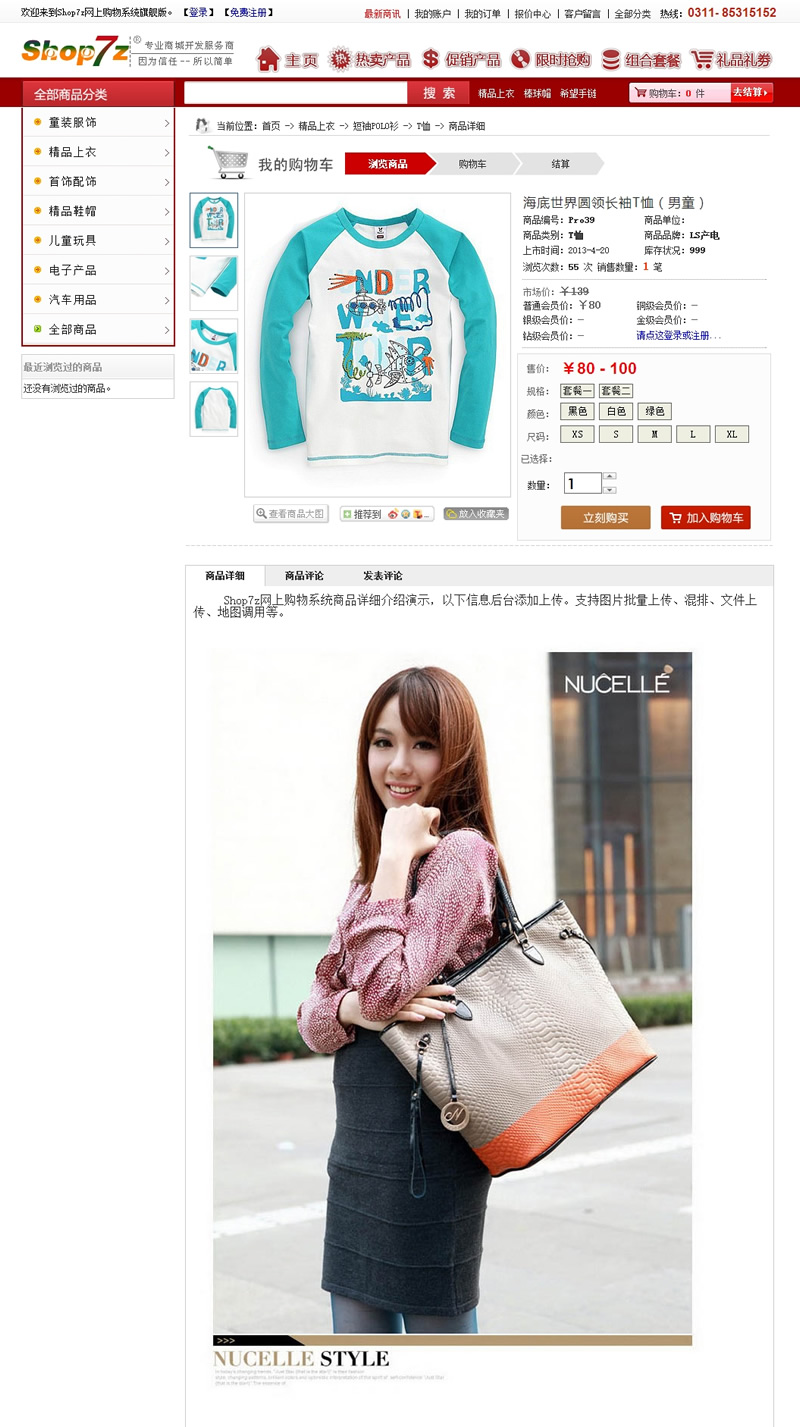 欢迎来到Shop7z网上购物系统旗舰版。 【登录】 【免费注册】
最新商讯 | 我的账户 | 我的订单 | 报价中心 | 客户留言 | 全部分类 热线: 0311-85315152
Shop7z ® 专业商城开发服务商
因为信任 -- 所以简单
主页 热卖产品 促销产品 限时抢购 组合套餐 礼品礼券
全部商品分类 搜 索 精品上衣 棒球帽 希望手链 购物车: 0 件 去结算
童装服饰
精品上衣
首饰配饰
精品鞋帽
儿童玩具
电子产品
汽车用品
全部商品
最近浏览过的商品
还没有浏览过的商品。
当前位置: 首页 -> 精品上衣 -> 短袖POLO衫 -> T恤 -> 商品详细
我的购物车 浏览商品 购物车 结算
NDER
W
查看商品大图 推荐到 放入收藏夹
海底世界圆领长袖T恤（男童）
商品编号: Pro39 商品单位:
商品类别: T恤 商品品牌: LS产电
上市时间: 2013-4-20 库存状况: 999
浏览次数: 55 次 销售数量: 1 笔
市场价: ￥139
普通会员价: ￥80 铜级会员价: —
银级会员价: — 金级会员价: —
钻级会员价: — 请点这登录或注册...
售价: ￥80 - 100
规格: 套餐一 套餐二
颜色: 黑色 白色 绿色
尺码: XS S M L XL
已选择:
数量: 1
立刻购买 加入购物车
商品详细 商品评论 发表评论
Shop7z网上购物系统商品详细介绍演示，以下信息后台添加上传。支持图片批量上传、混排、文件上
传、地图调用等。
NUCELLÉ
N
>>>
NUCELLE STYLE